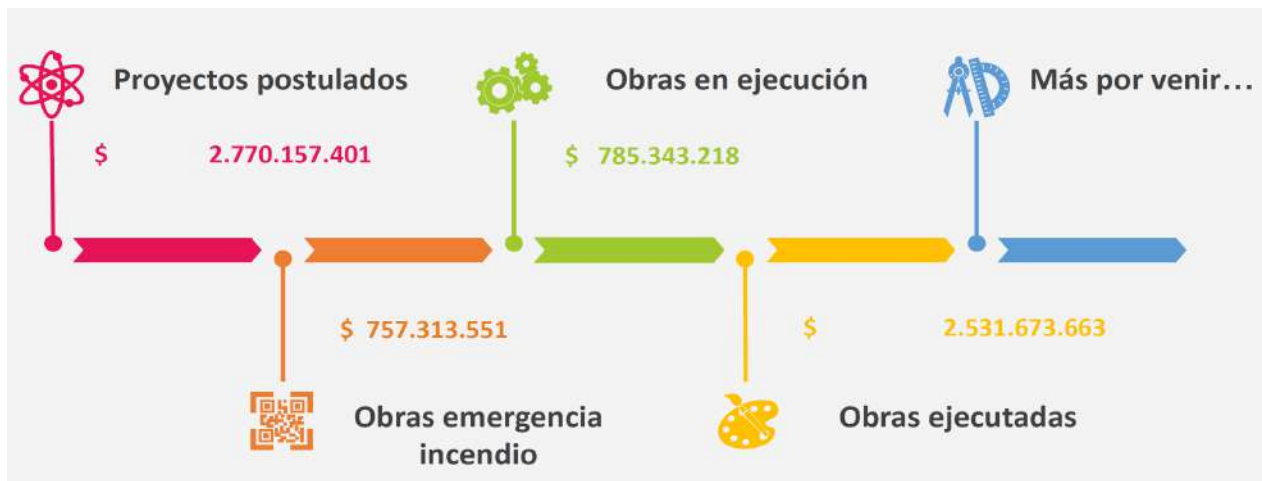 Proyectos postulados
$ 2.770.157.401
Obras en ejecución
$ 785.343.218
Más por venir...
$ 757.313.551
Obras emergencia
incendio
$ 2.531.673.663
Obras ejecutadas